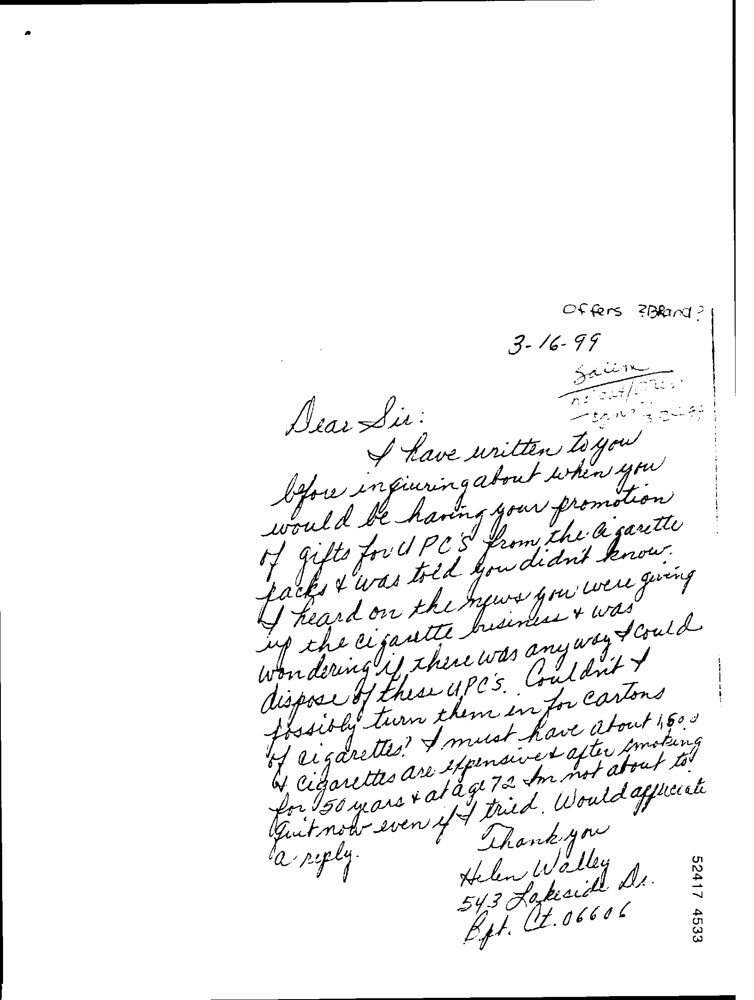 Offers ?Brand?
3-16-99
Dear Sir:
I have written to you
before inquiring about when you
would be having your promotion
of gifts for UPC'S from the Cigarette
packs & was told you didn't know.
I heard on the news you were giving
up the cigarette business & was
wondering if there was anyway I could
dispose of these UPC's. Couldn't I
possibly turn them in for cartons
of cigarettes? I must have about 1,500
& cigarettes are expensive & after smoking
for 50 years & at age 72 Im not about to
quit now even if I tried. Would appreciate
a reply.
Thank you
Helen Walley
543 Lakeside Dr.
Bpt. Ct. 06606
52417 4533